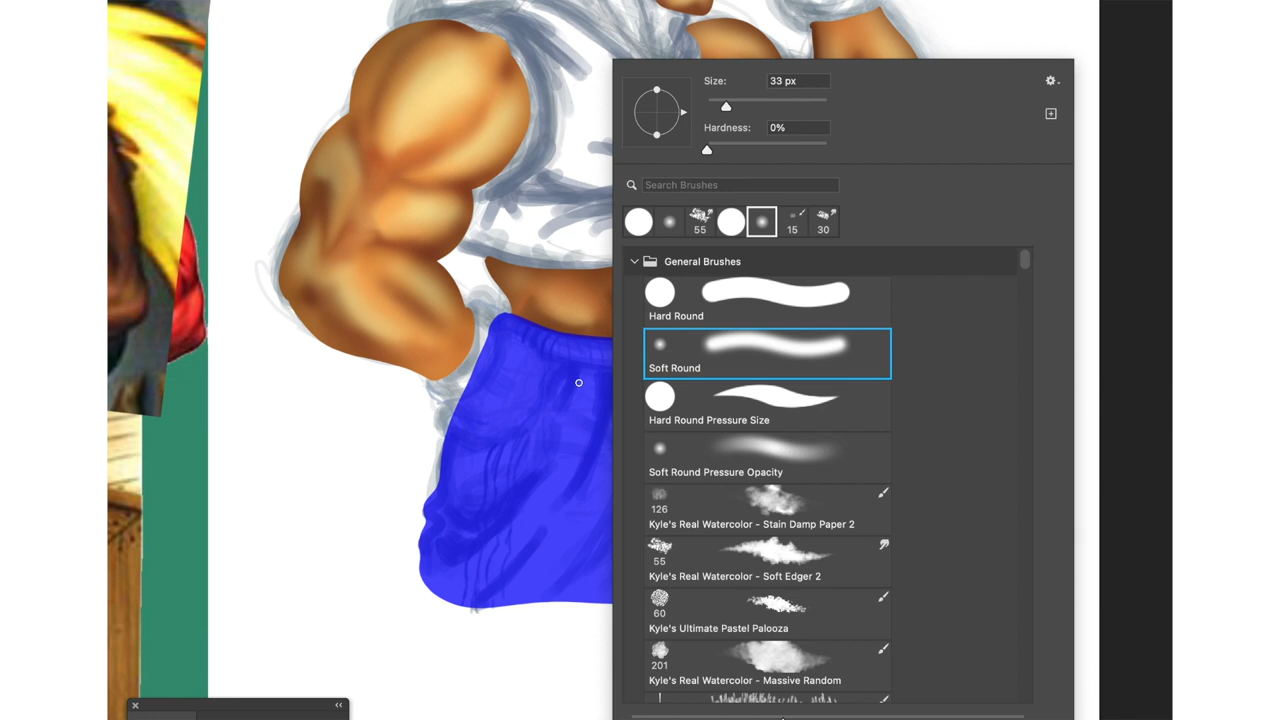 Size:
33 px
Hardness:
0%
Search Brushes
55
15
30
General Brushes
Hard Round
Soft Round
Hard Round Pressure Size
Soft Round Pressure Opacity
126
Kyle's Real Watercolor - Stain Damp Paper 2
55
Kyle's Real Watercolor - Soft Edger 2
60
Kyle's Ultimate Pastel Palooza
201
Kyle's Real Watercolor - Massive Random